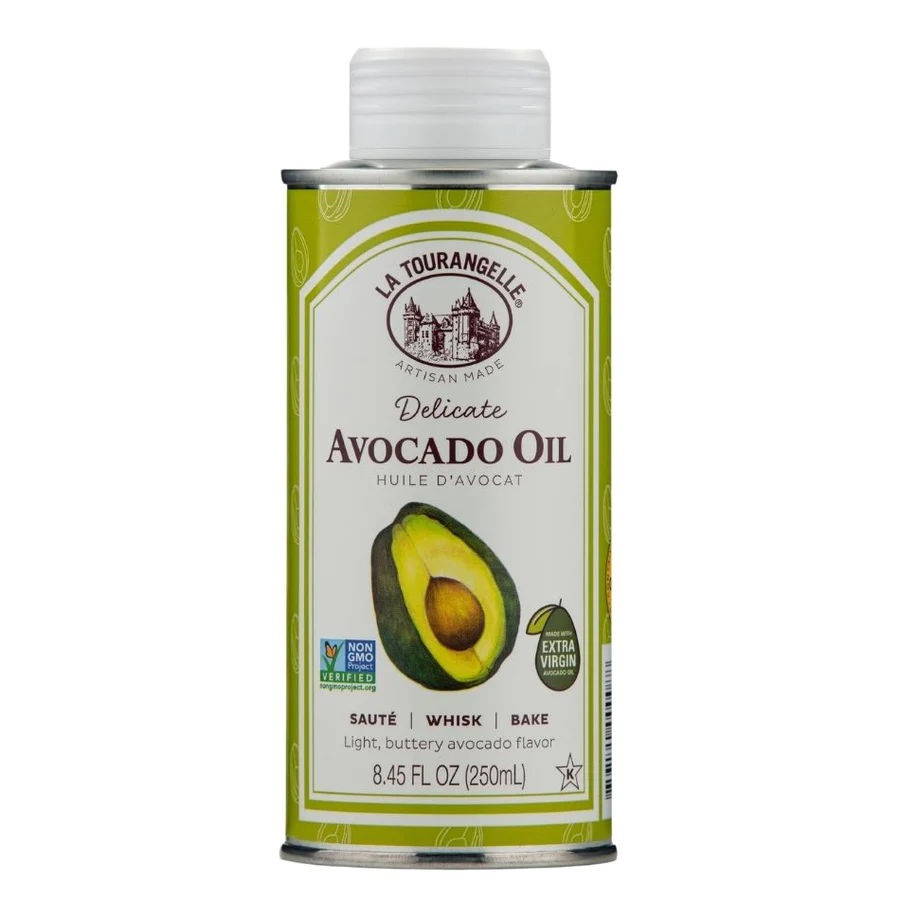 LA TOURANGELLE®
ARTISAN MADE
Delicate
AVOCADO OIL
HUILE D'AVOCAT
NON
GMO
Project
VERIFIED
nongmoproject.org
MADE WITH
EXTRA
VIRGIN
AVOCADO OIL
SAUTÉ | WHISK | BAKE
Light, buttery avocado flavor
8.45 FL OZ (250mL)
K